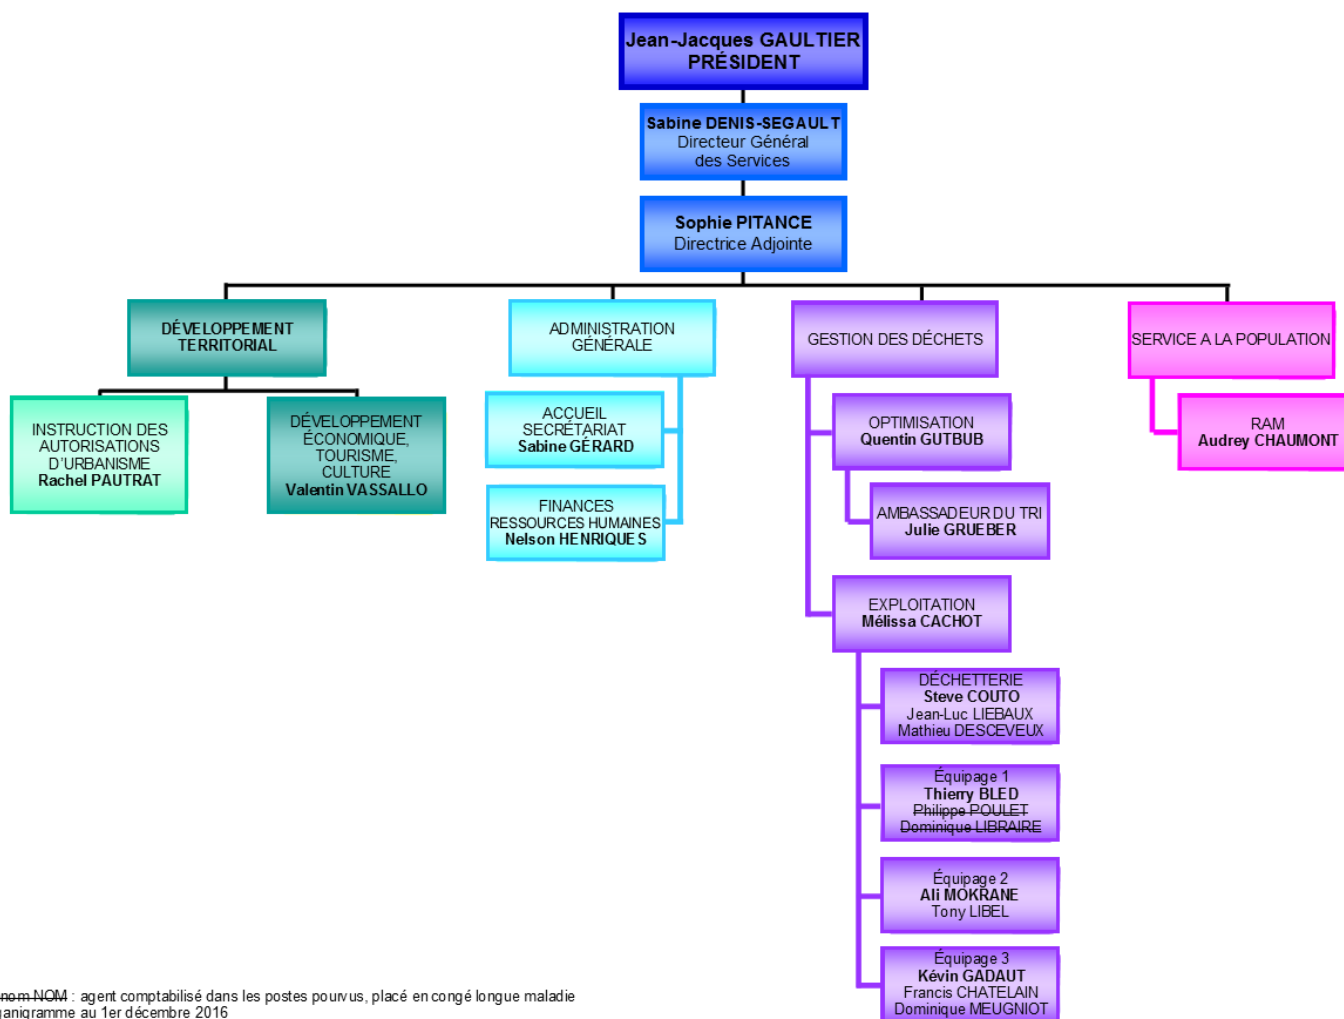 Jean-Jacques GAULTIER
PRÉSIDENT
Sabine DENIS-SEGAULT
Directeur Général
des Services
Sophie PITANCE
Directrice Adjointe
DÉVELOPPEMENT
TERRITORIAL
INSTRUCTION DES
AUTORISATIONS
D'URBANISME
Rachel PAUTRAT
DÉVELOPPEMENT
ÉCONOMIQUE,
TOURISME,
CULTURE
Valentin VASSALLO
ADMINISTRATION
GÉNÉRALE
ACCUEIL
SECRÉTARIAT
Sabine GÉRARD
FINANCES
RESSOURCES HUMAINES
Nelson HENRIQUES
GESTION DES DÉCHETS
OPTIMISATION
Quentin GUTBUB
AMBASSADEUR DU TRI
Julie GRUEBER
EXPLOITATION
Mélissa CACHOT
DÉCHETTERIE
Steve COUTO
Jean-Luc LIEBAUX
Mathieu DESCEVEUX
Équipage 1
Thierry BLED
Philippe POULET
Dominique LIBRAIRE
Équipage 2
Ali MOKRANE
Tony LIBEL
Équipage 3
Kévin GADAUT
Francis CHATELAIN
Dominique MEUGNIOT
SERVICE A LA POPULATION
RAM
Audrey CHAUMONT
nom NOM : agent comptabilisé dans les postes pourvus, placé en congé longue maladie
ganigramme au 1er décembre 2016